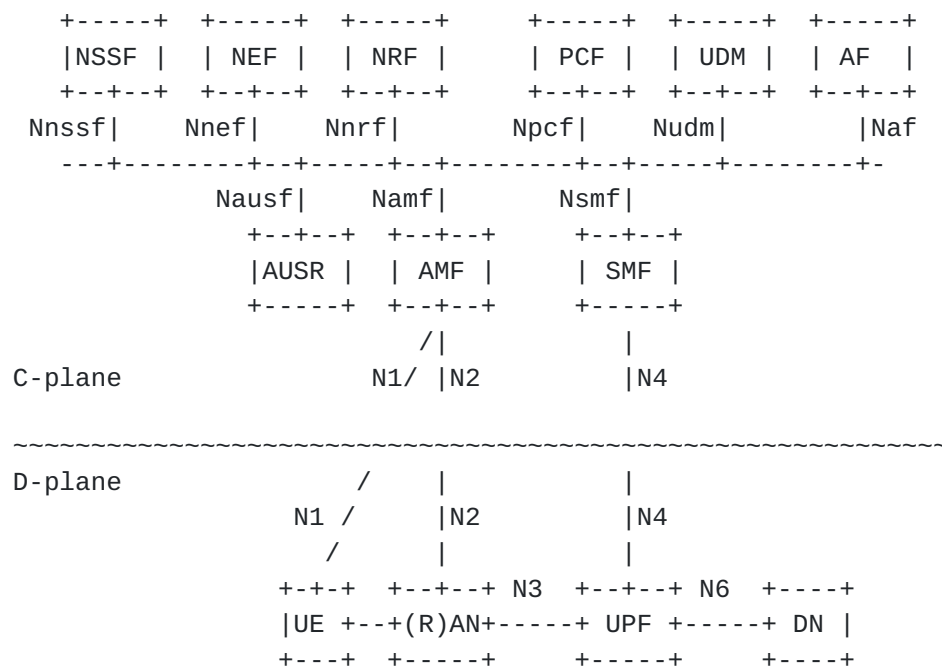 +-----+ +-----+ +-----+ +-----+ +-----+ +-----+
|NSSF | | NEF | | NRF | | PCF | | UDM | | AF |
+--+--+ +--+--+ +--+--+ +--+--+ +--+--+ +--+--+
Nnssf| Nnef| Nnrf| Npcf| Nudm| |Naf
---+--------+--+-----+--+--------+--+-----+--------+-
Nausf| Namf| Nsmf|
+--+--+ +--+--+ +--+--+
|AUSR | | AMF | | SMF |
+-----+ +--+--+ +-----+
/| |
C-plane N1/ |N2 |N4
~~~~~~~~~~~~~~~~~~~~~~~~~~~~~~~~~~~~~~~~~~~~~~~~~~~~~~~~~~~~
D-plane / | |
N1 / |N2 |N4
/ | |
+-+-+ +--+--+ N3 +--+--+ N6 +----+
|UE +--+(R)AN+-----+ UPF +-----+ DN |
+---+ +-----+ +-----+ +----+